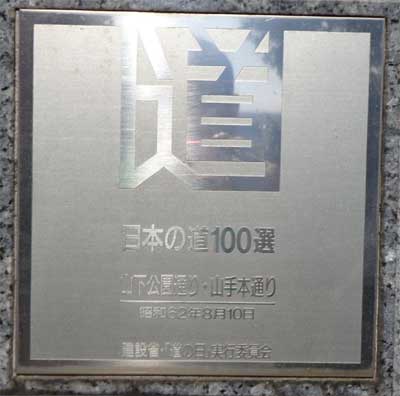 道
日本の道100選
山下公園通り・山手本通り
昭和62年8月10日
建設省・「道の日」実行委員会